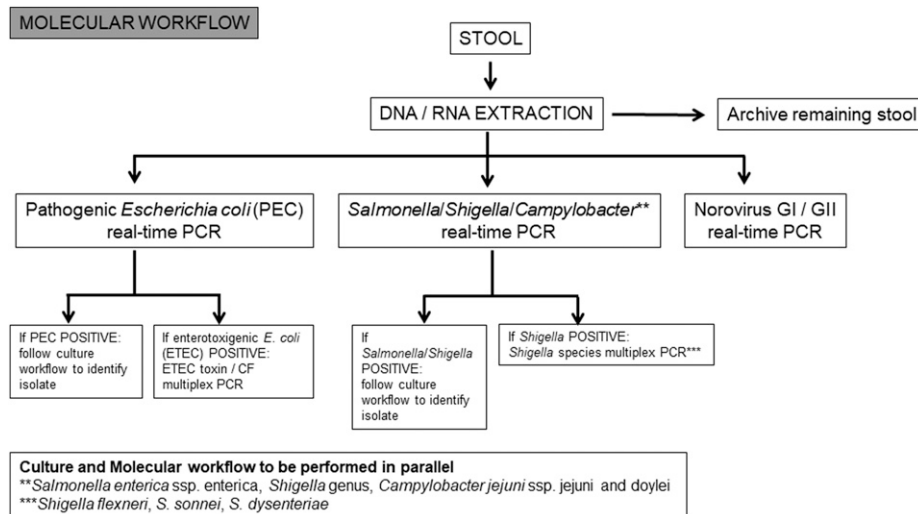 MOLECULAR WORKFLOW
STOOL
DNA / RNA EXTRACTION
Archive remaining stool
Pathogenic Escherichia coli (PEC)
real-time PCR
Salmonella/Shigella/Campylobacter**
real-time PCR
Norovirus GI / GII
real-time PCR
If PEC POSITIVE:
follow culture
workflow to identify
isolate
If enterotoxigenic E. coli
(ETEC) POSITIVE:
ETEC toxin / CF
multiplex PCR
If
Salmonella/Shigella
POSITIVE:
follow culture
workflow to identify
isolate
If Shigella POSITIVE:
Shigella species multiplex PCR***
Culture and Molecular workflow to be performed in parallel
**Salmonella enterica ssp. enterica, Shigella genus, Campylobacter jejuni ssp. jejuni and doylei
***Shigella flexneri, S. sonnei, S. dysenteriae